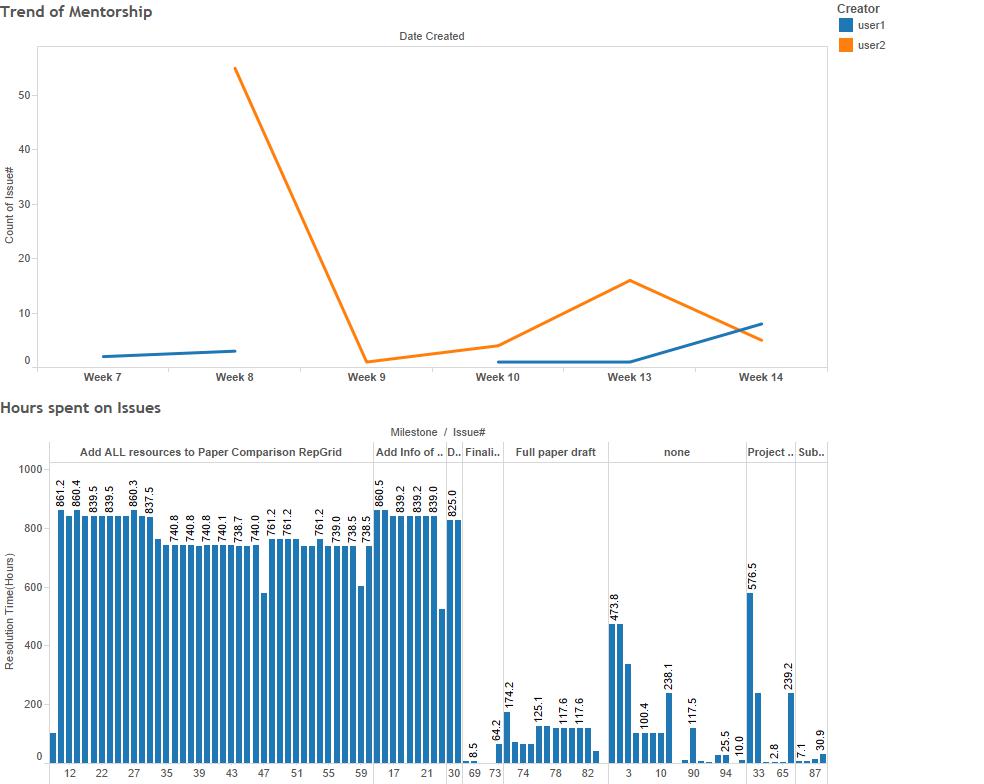 Trend of Mentorship
Creator
user1
user2
Date Created
Count of Issue#
50
40
30
20
10
0
Week 7 Week 8 Week 9 Week 10 Week 13 Week 14
Hours spent on Issues
Milestone / Issue#
Add ALL resources to Paper Comparison RepGrid Add Info of .. D.. Finali.. Full paper draft none Project .. Sub..
Resolution Time(Hours)
1000
800
600
400
200
0
861.2 860.4 839.5 839.5 860.3 837.5 740.8 740.8 740.8 740.1 738.7 740.0 761.2 761.2 761.2 739.0 738.5 738.5 860.5 839.2 839.2 839.0 825.0 8.5 64.2 174.2 125.1 117.6 117.6 473.8 100.4 238.1 117.5 25.5 10.0 576.5 2.8 239.2 7.1 30.9
12 22 27 35 39 43 47 51 55 59 17 21 30 69 73 74 78 82 3 10 90 94 33 65 87